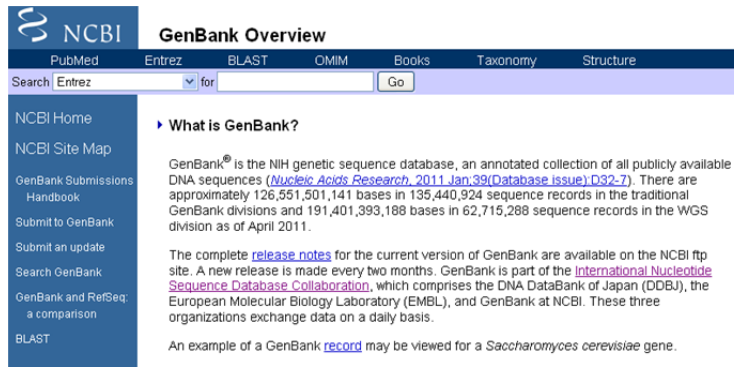 NCBI
GenBank Overview
PubMed Entrez BLAST OMIM Books Taxonomy Structure
Search Entrez for Go
NCBI Home
NCBI Site Map
GenBank Submissions
Handbook
Submit to GenBank
Submit an update
Search GenBank
GenBank and RefSeq:
a comparison
BLAST
What is GenBank?
GenBank® is the NIH genetic sequence database, an annotated collection of all publicly available
DNA sequences (Nucleic Acids Research, 2011 Jan;39(Database issue):D32-7). There are
approximately 126,551,501,141 bases in 135,440,924 sequence records in the traditional
GenBank divisions and 191,401,393,188 bases in 62,715,288 sequence records in the WGS
division as of April 2011.
The complete release notes for the current version of GenBank are available on the NCBI ftp
site. A new release is made every two months. GenBank is part of the International Nucleotide
Sequence Database Collaboration, which comprises the DNA DataBank of Japan (DDBJ), the
European Molecular Biology Laboratory (EMBL), and GenBank at NCBI. These three
organizations exchange data on a daily basis.
An example of a GenBank record may be viewed for a Saccharomyces cerevisiae gene.